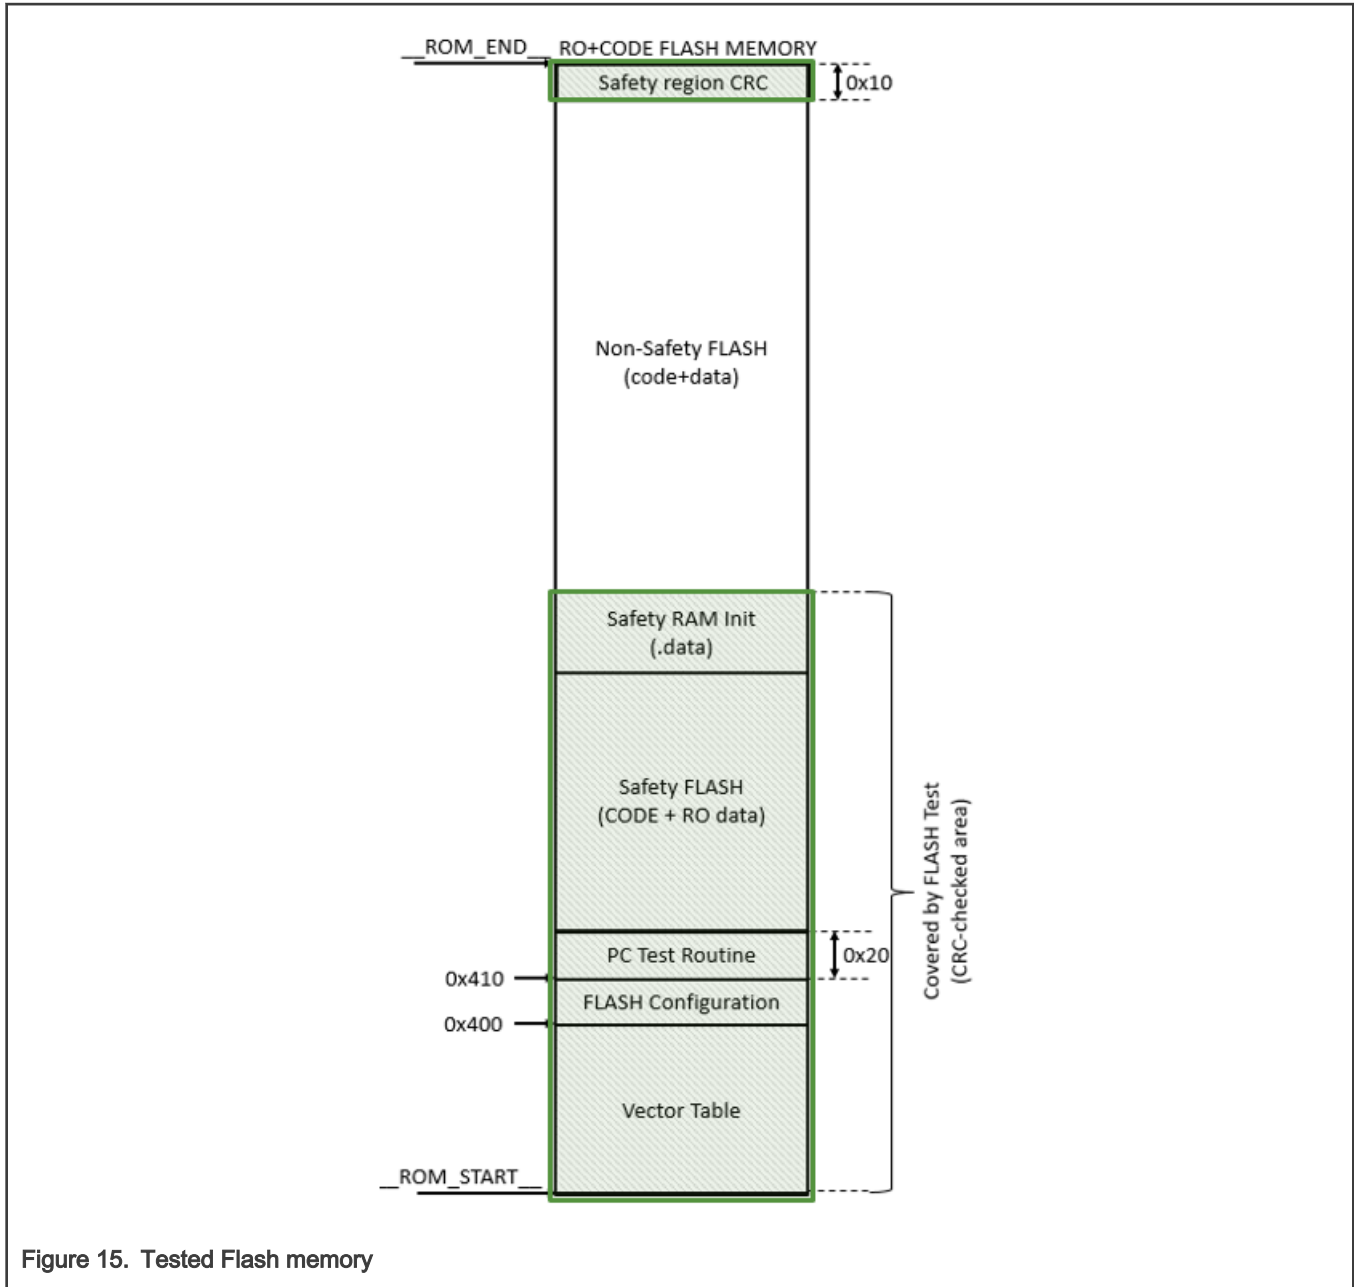 __ROM_END__ RO+CODE FLASH MEMORY
Safety region CRC
0x10
Non-Safety FLASH
(code+data)
Safety RAM Init
(.data)
Safety FLASH
(CODE + RO data)
Covered by FLASH Test
(CRC-checked area)
PC Test Routine
0x20
0x410
FLASH Configuration
0x400
Vector Table
__ROM_START__
Figure 15. Tested Flash memory